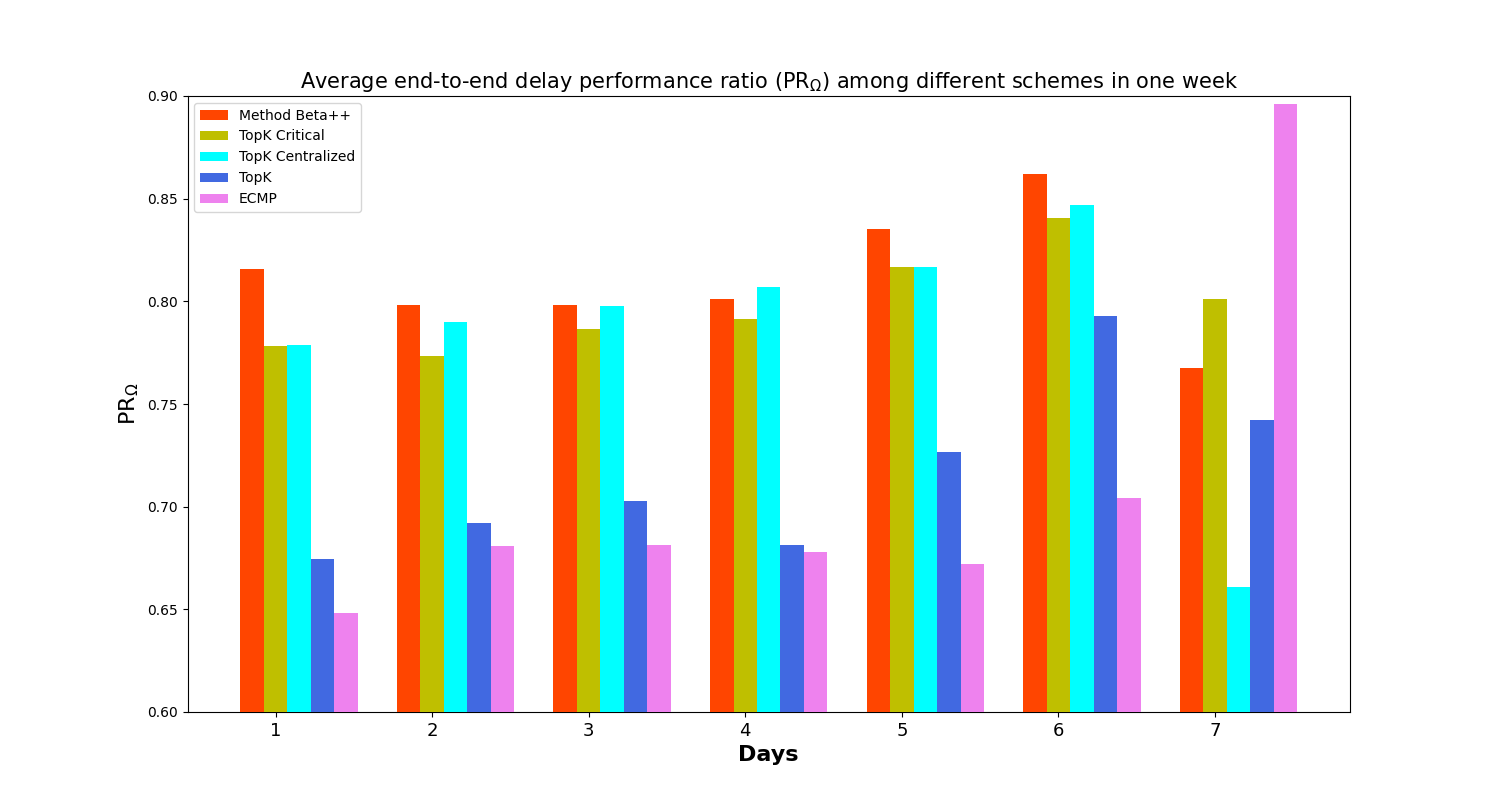 Average end-to-end delay performance ratio (PR_Ω) among different schemes in one week
0.90
0.85
0.80
0.75
0.70
0.65
0.60
PR_Ω
Method Beta++
TopK Critical
TopK Centralized
TopK
ECMP
1 2 3 4 5 6 7
Days